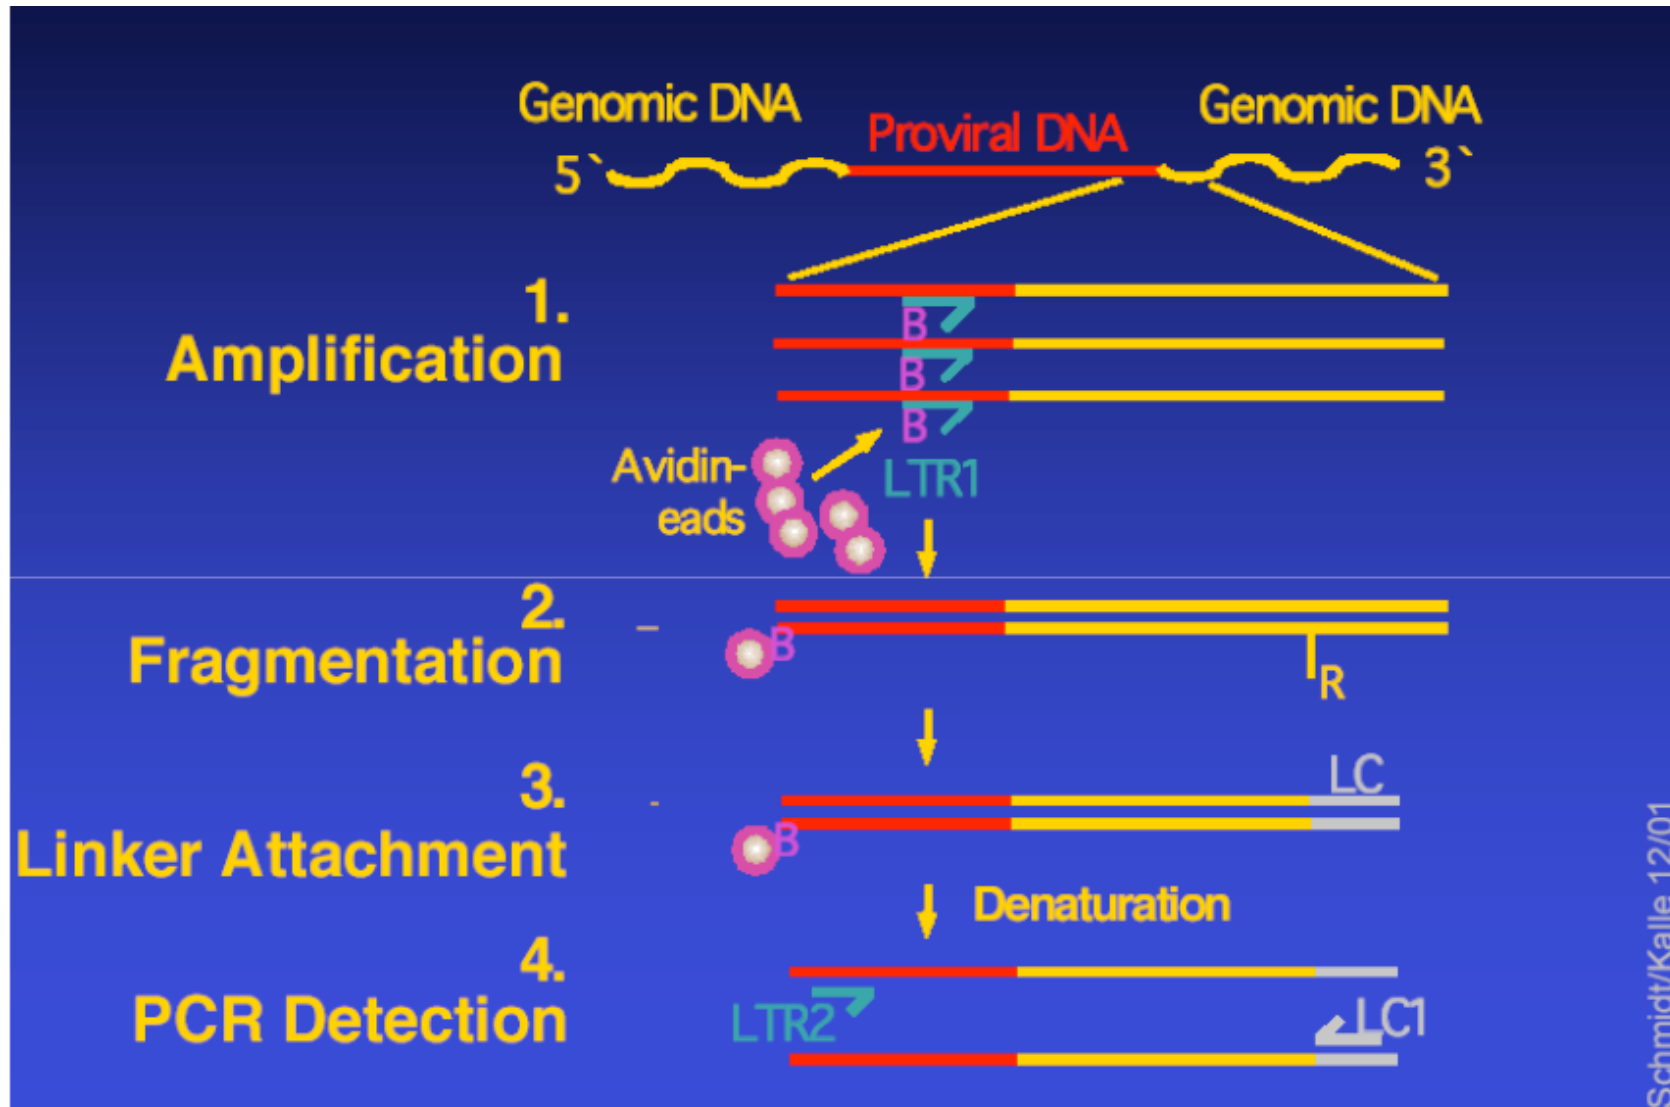 Genomic DNA
Proviral DNA
Genomic DNA
5`
3`
1.
Amplification
B
B
B
LTR1
Avidin-
eads
2.
Fragmentation
B
R
3.
Linker Attachment
B
LC
Denaturation
4.
PCR Detection
LTR2
LC1
Schmidt/Kalle 12/01